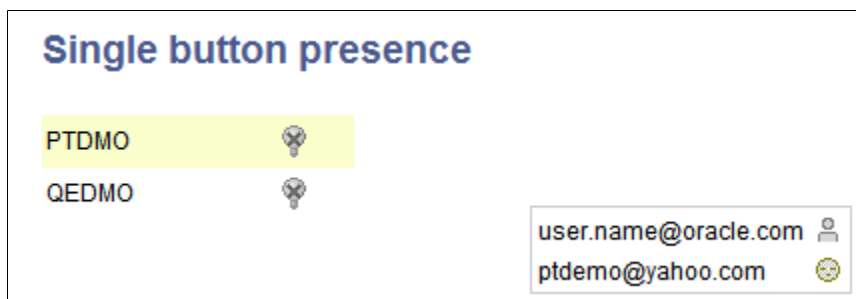 Single button presence
PTDMO
QEDMO
user.name@oracle.com
ptdemo@yahoo.com